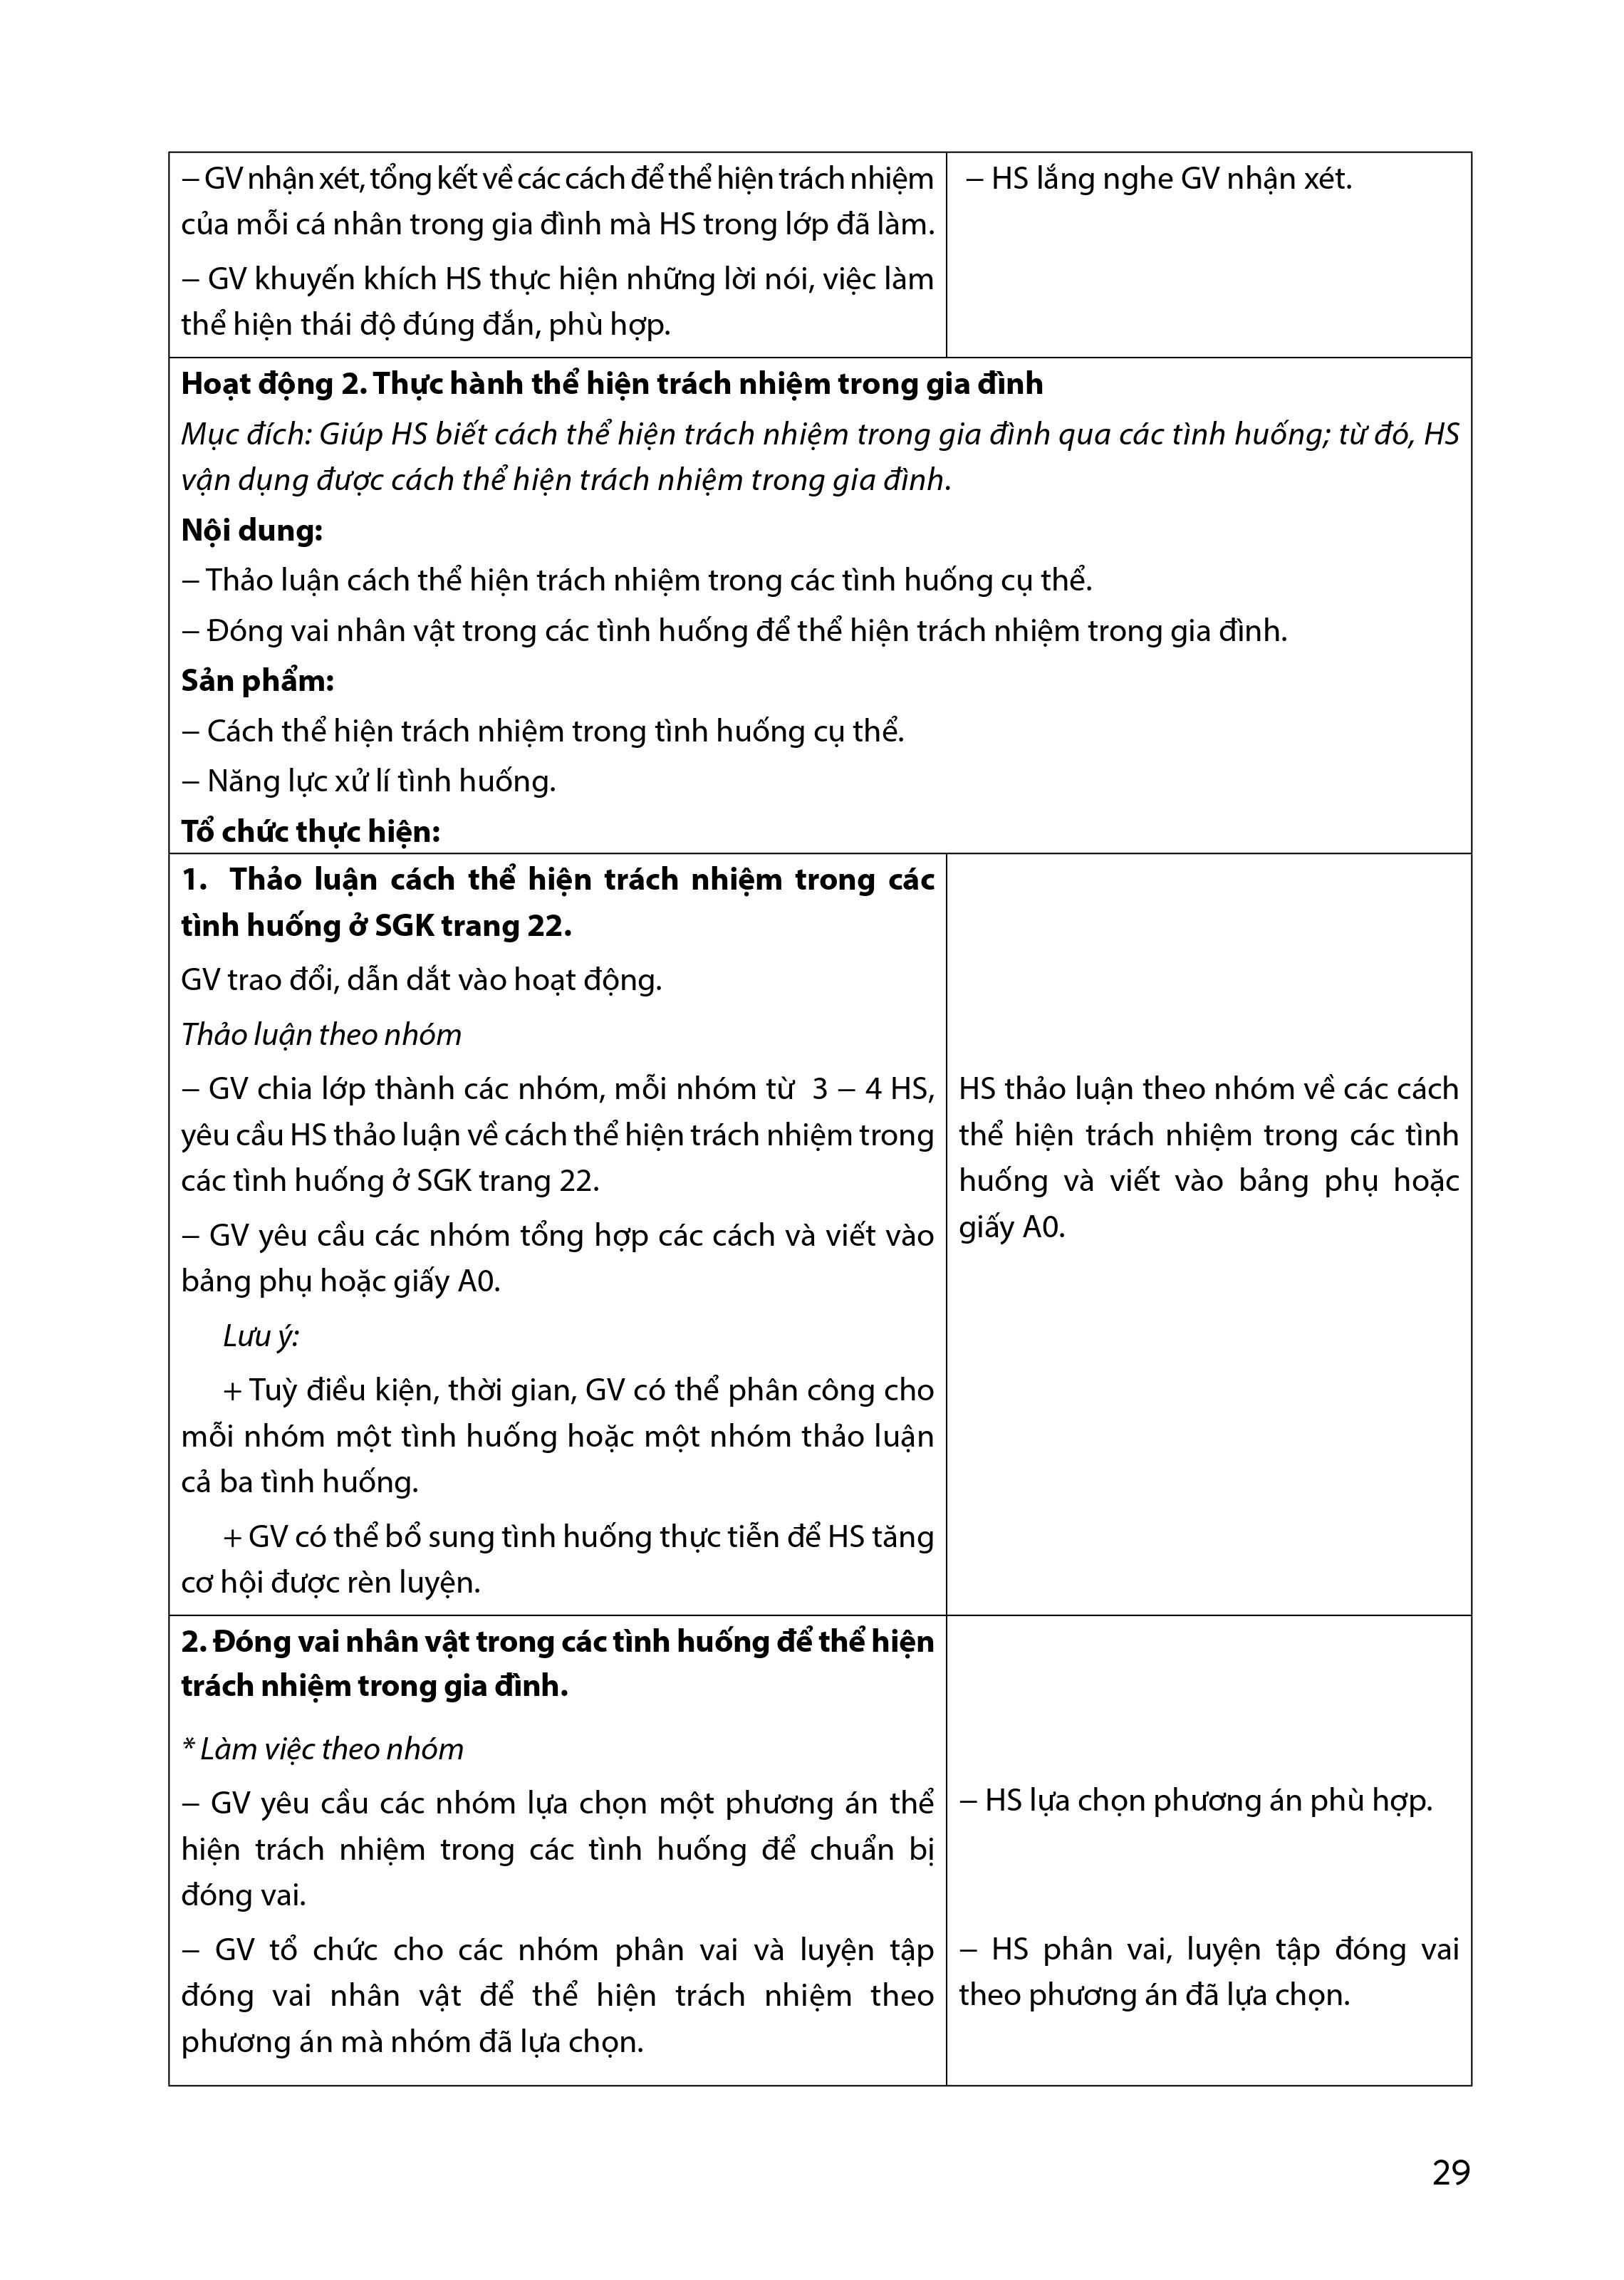 – GV nhận xét, tổng kết về các cách để thể hiện trách nhiệm
của mỗi cá nhân trong gia đình mà HS trong lớp đã làm.
– GV khuyến khích HS thực hiện những lời nói, việc làm
thể hiện thái độ đúng đắn, phù hợp.
– HS lắng nghe GV nhận xét.
Hoạt động 2. Thực hành thể hiện trách nhiệm trong gia đình
Mục đích: Giúp HS biết cách thể hiện trách nhiệm trong gia đình qua các tình huống; từ đó, HS
vận dụng được cách thể hiện trách nhiệm trong gia đình.
Nội dung:
– Thảo luận cách thể hiện trách nhiệm trong các tình huống cụ thể.
– Đóng vai nhân vật trong các tình huống để thể hiện trách nhiệm trong gia đình.
Sản phẩm:
– Cách thể hiện trách nhiệm trong tình huống cụ thể.
– Năng lực xử lí tình huống.
Tổ chức thực hiện:
1. Thảo luận cách thể hiện trách nhiệm trong các
tình huống ở SGK trang 22.
GV trao đổi, dẫn dắt vào hoạt động.
Thảo luận theo nhóm
– GV chia lớp thành các nhóm, mỗi nhóm từ 3 – 4 HS,
yêu cầu HS thảo luận về cách thể hiện trách nhiệm trong
các tình huống ở SGK trang 22.
– GV yêu cầu các nhóm tổng hợp các cách và viết vào
bảng phụ hoặc giấy A0.
Lưu ý:
+ Tuỳ điều kiện, thời gian, GV có thể phân công cho
mỗi nhóm một tình huống hoặc một nhóm thảo luận
cả ba tình huống.
+ GV có thể bổ sung tình huống thực tiễn để HS tăng
cơ hội được rèn luyện.
HS thảo luận theo nhóm về các cách
thể hiện trách nhiệm trong các tình
huống và viết vào bảng phụ hoặc
giấy A0.
2. Đóng vai nhân vật trong các tình huống để thể hiện
trách nhiệm trong gia đình.
* Làm việc theo nhóm
– GV yêu cầu các nhóm lựa chọn một phương án thể
hiện trách nhiệm trong các tình huống để chuẩn bị
đóng vai.
– GV tổ chức cho các nhóm phân vai và luyện tập
đóng vai nhân vật để thể hiện trách nhiệm theo
phương án mà nhóm đã lựa chọn.
– HS lựa chọn phương án phù hợp.
– HS phân vai, luyện tập đóng vai
theo phương án đã lựa chọn.
29